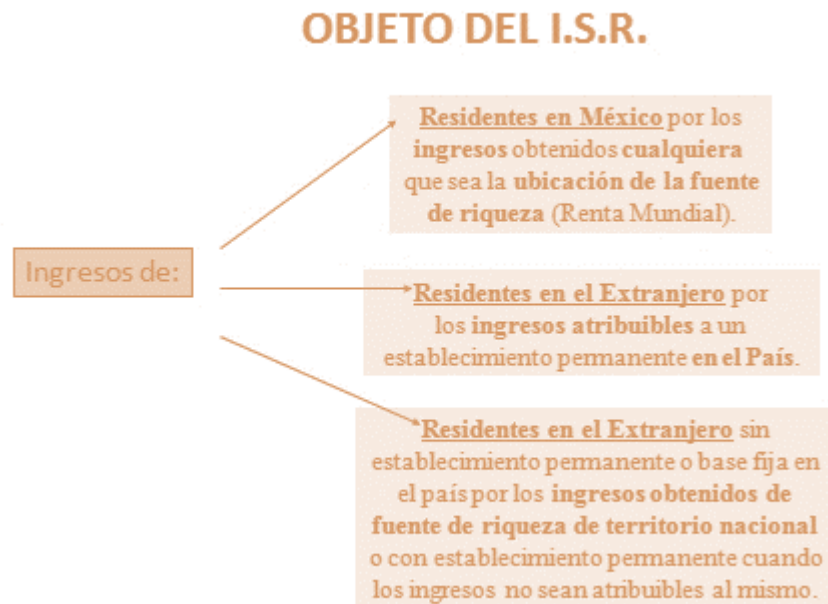 OBJETO DEL I.S.R.
Residentes en México por los
ingresos obtenidos cualquiera
que sea la ubicación de la fuente
de riqueza (Renta Mundial).
Ingresos de:
Residentes en el Extranjero por
los ingresos atribuibles a un
establecimiento permanente en el País.
Residentes en el Extranjero sin
establecimiento permanente o base fija en
el país por los ingresos obtenidos de
fuente de riqueza de territorio nacional
o con establecimiento permanente cuando
los ingresos no sean atribuibles al mismo.